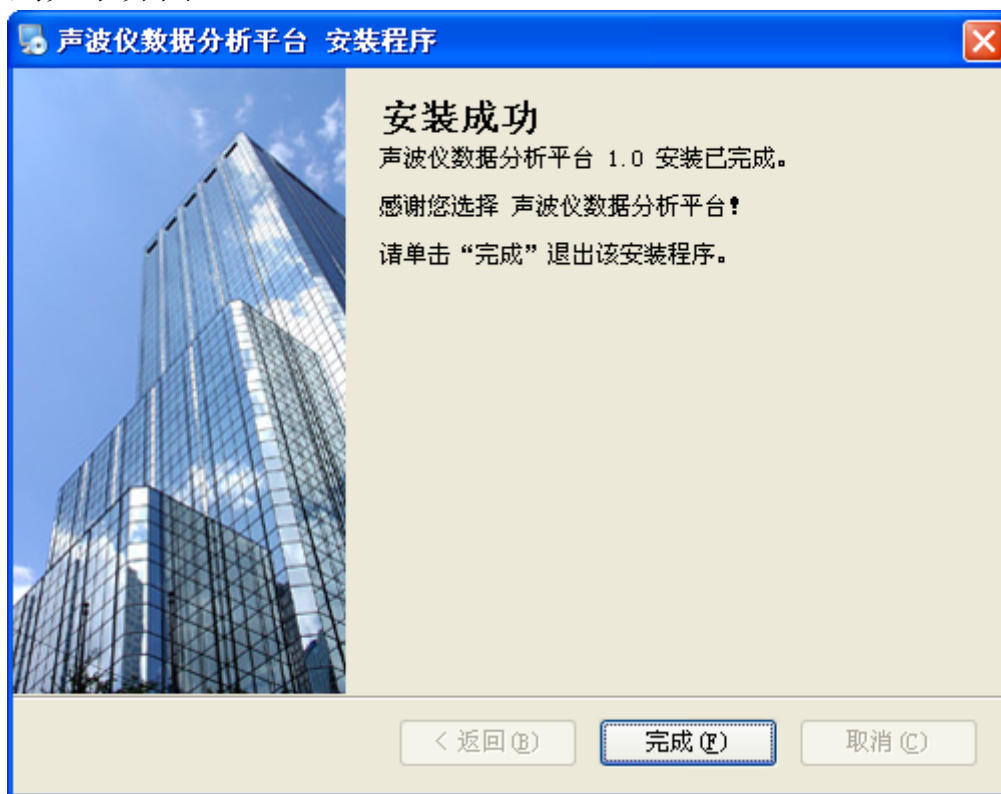 声波仪数据分析平台 安装程序
安装成功
声波仪数据分析平台 1.0 安装已完成。
感谢您选择 声波仪数据分析平台!
请单击“完成”退出该安装程序。
< 返回(B)
完成(F)
取消(C)